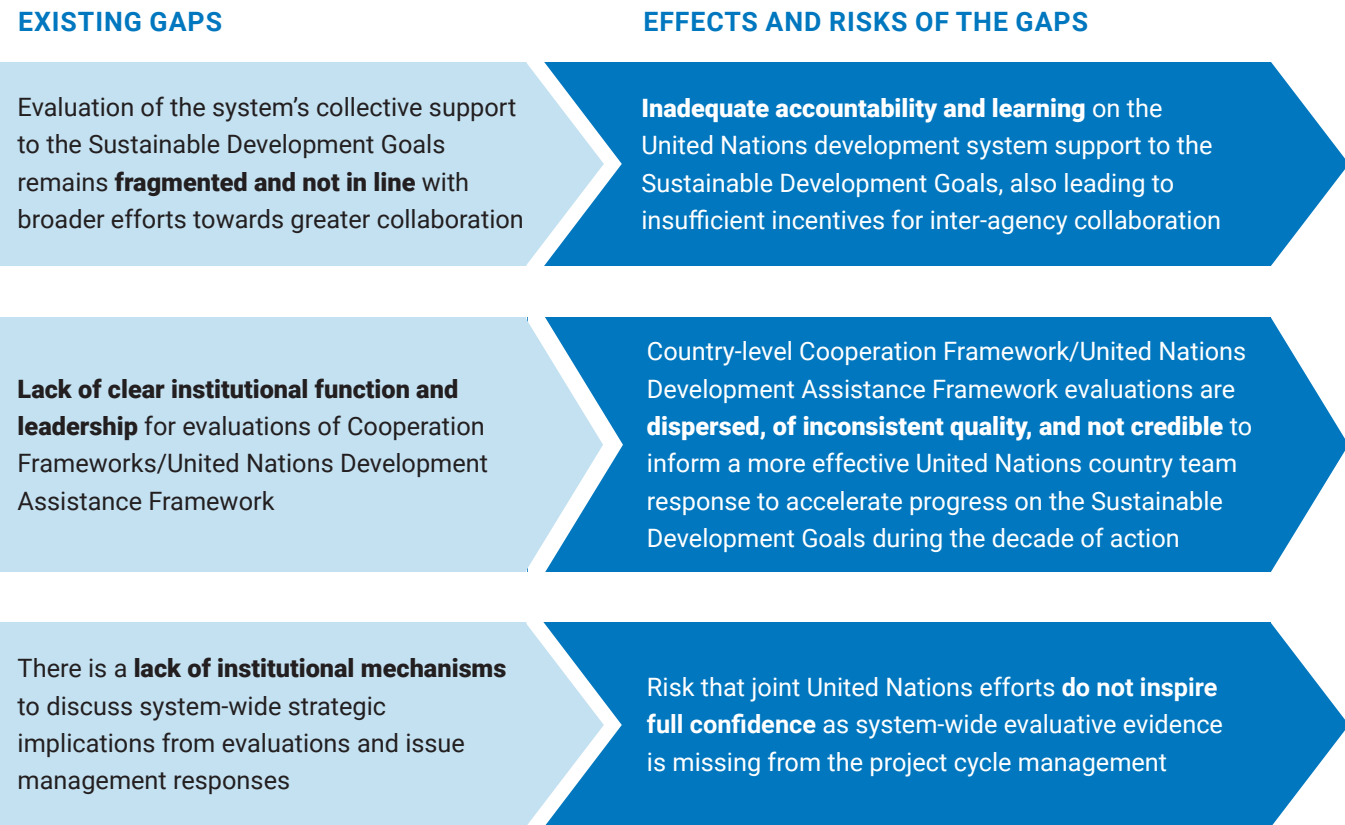 EXISTING GAPS
EFFECTS AND RISKS OF THE GAPS
Evaluation of the system's collective support
to the Sustainable Development Goals
remains fragmented and not in line with
broader efforts towards greater collaboration
Inadequate accountability and learning on the
United Nations development system support to the
Sustainable Development Goals, also leading to
insufficient incentives for inter-agency collaboration
Lack of clear institutional function and
leadership for evaluations of Cooperation
Frameworks/United Nations Development
Assistance Framework
Country-level Cooperation Framework/United Nations
Development Assistance Framework evaluations are
dispersed, of inconsistent quality, and not credible to
inform a more effective United Nations country team
response to accelerate progress on the Sustainable
Development Goals during the decade of action
There is a lack of institutional mechanisms
to discuss system-wide strategic
implications from evaluations and issue
management responses
Risk that joint United Nations efforts do not inspire
full confidence as system-wide evaluative evidence
is missing from the project cycle management